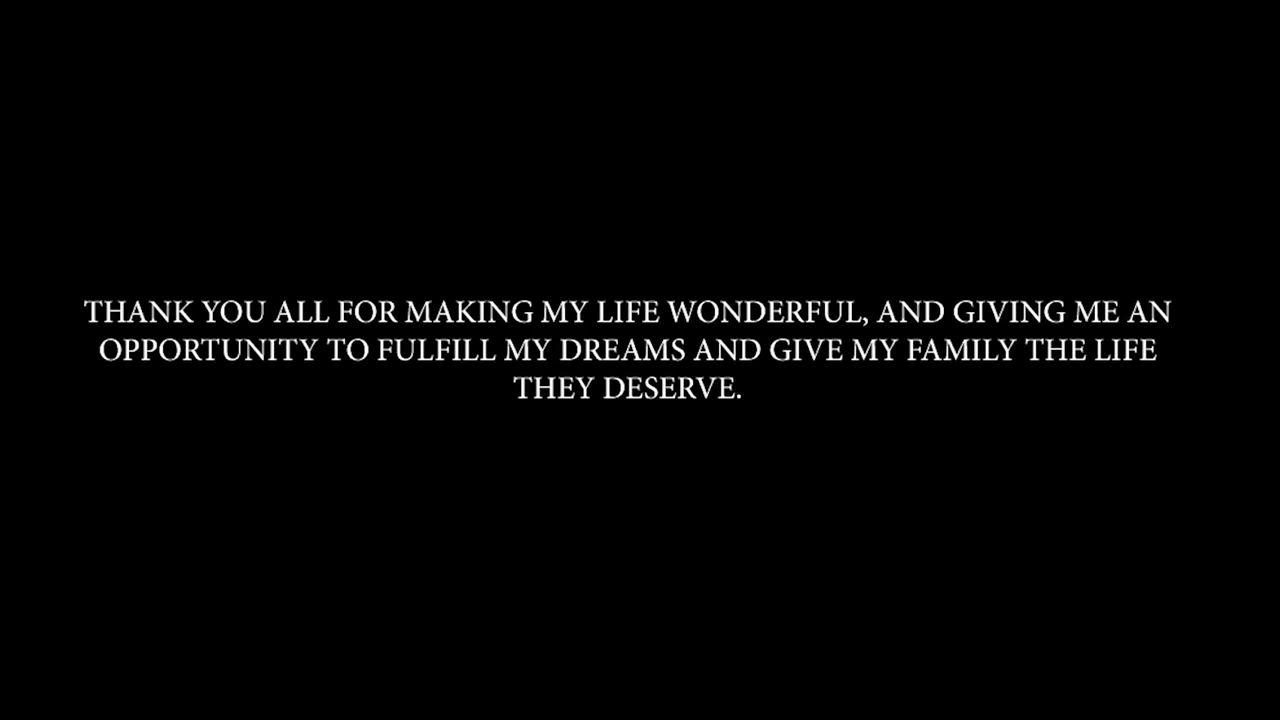 THANK YOU ALL FOR MAKING MY LIFE WONDERFUL, AND GIVING ME AN
OPPORTUNITY TO FULFILL MY DREAMS AND GIVE MY FAMILY THE LIFE
THEY DESERVE.